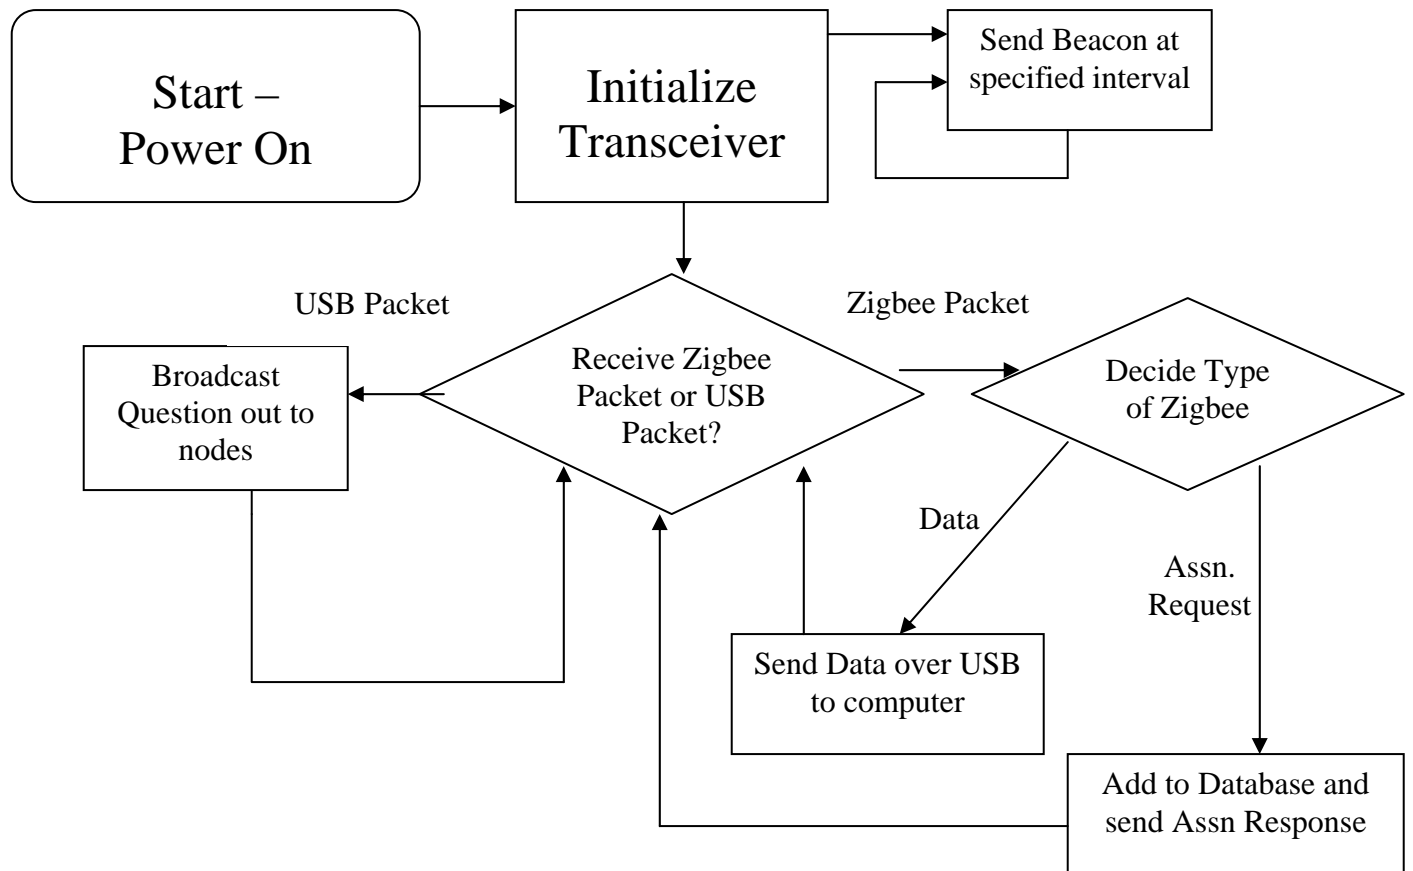 Start –
Power On
Initialize
Transceiver
Send Beacon at
specified interval
USB Packet
Zigbee Packet
Broadcast
Question out to
nodes
Receive Zigbee
Packet or USB
Packet?
Decide Type
of Zigbee
Data
Assn.
Request
Send Data over USB
to computer
Add to Database and
send Assn Response